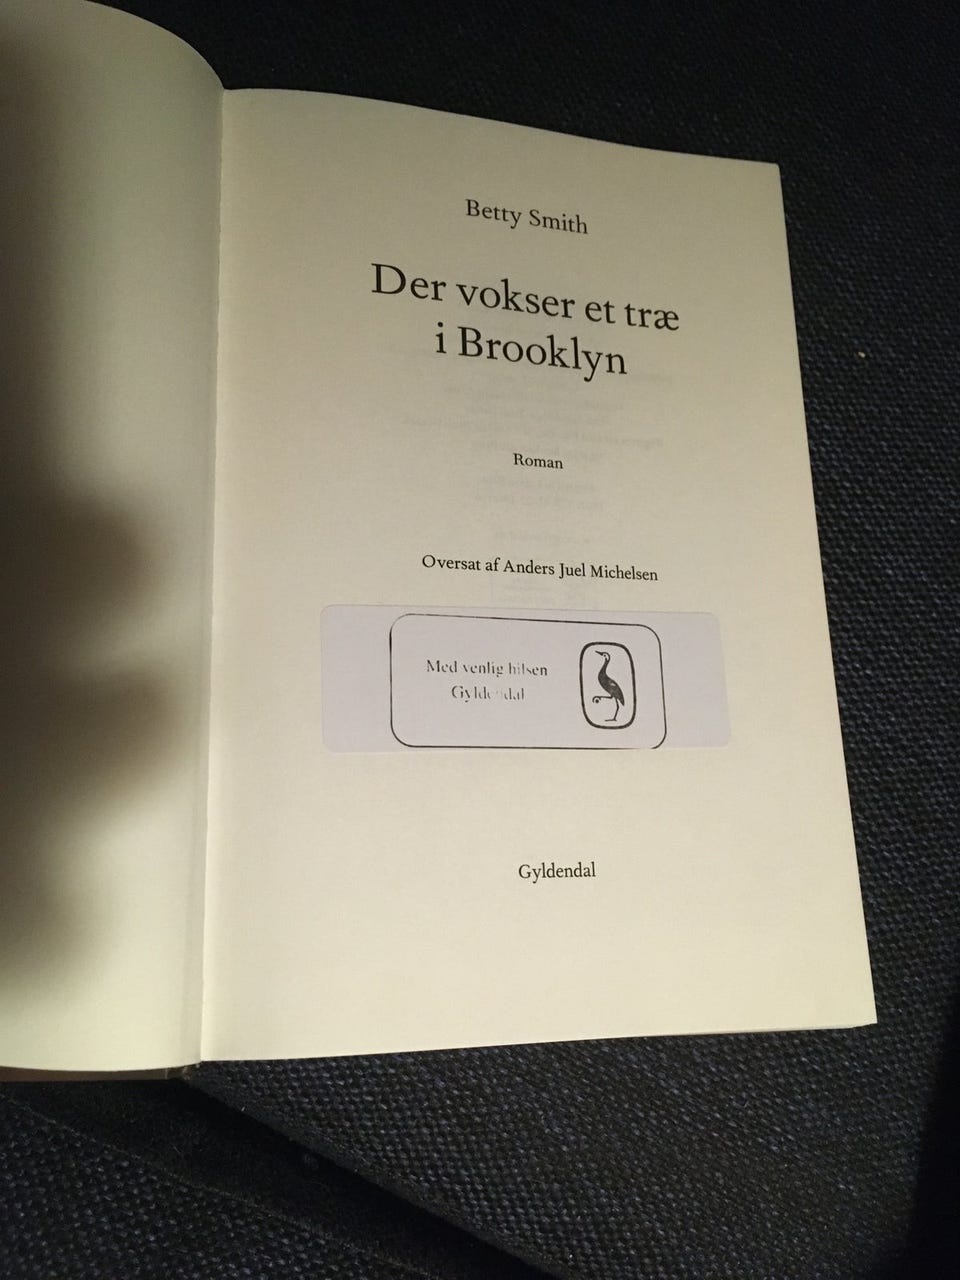 Betty Smith
Der vokser et træ
i Brooklyn
Roman
Oversat af Anders Juel Michelsen
Med venlig hilsen
Gyldendal
Gyldendal